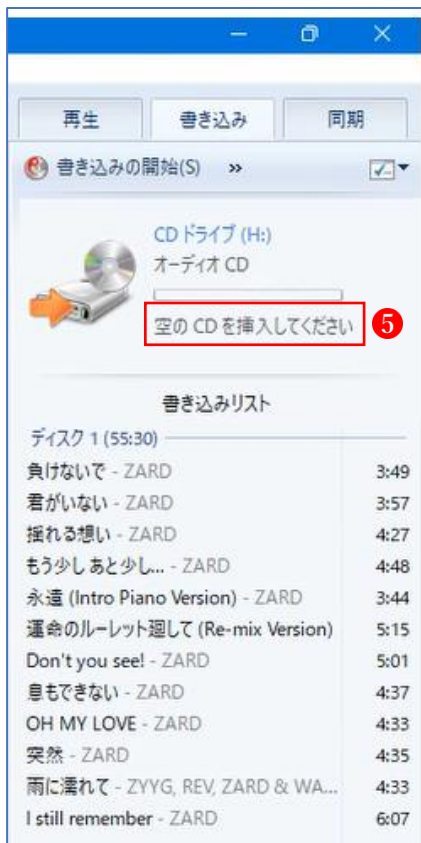 再生 書き込み 同期
書き込みの開始(S) »
CD ドライブ (H:)
オーディオ CD
空の CD を挿入してください 5
書き込みリスト
ディスク 1 (55:30)
負けないで - ZARD 3:49
君がいない - ZARD 3:57
揺れる想い - ZARD 4:27
もう少し あと少し... - ZARD 4:48
永遠 (Intro Piano Version) - ZARD 3:44
運命のルーレット廻して (Re-mix Version) 5:15
Don't you see! - ZARD 5:01
息もできない - ZARD 4:37
OH MY LOVE - ZARD 4:33
突然 - ZARD 4:35
雨に濡れて - ZYYG, REV, ZARD & WA... 4:33
I still remember - ZARD 6:07